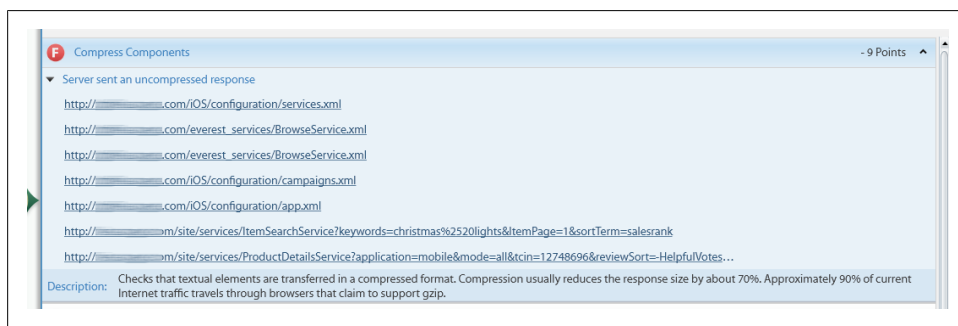 F Compress Components - 9 Points
Server sent an uncompressed response
http:// .com/iOS/configuration/services.xml
http:// .com/everest_services/BrowseService.xml
http:// .com/everest_services/BrowseService.xml
http:// .com/iOS/configuration/campaigns.xml
http:// .com/iOS/configuration/app.xml
http:// m/site/services/ItemSearchService?keywords=christmas%2520lights&ItemPage=1&sortTerm=salesrank
http:// m/site/services/ProductDetailsService?application=mobile&mode=all&tcin=12748696&reviewSort=-HelpfulVotes…
Description: Checks that textual elements are transferred in a compressed format. Compression usually reduces the response size by about 70%. Approximately 90% of current
Internet traffic travels through browsers that claim to support gzip.